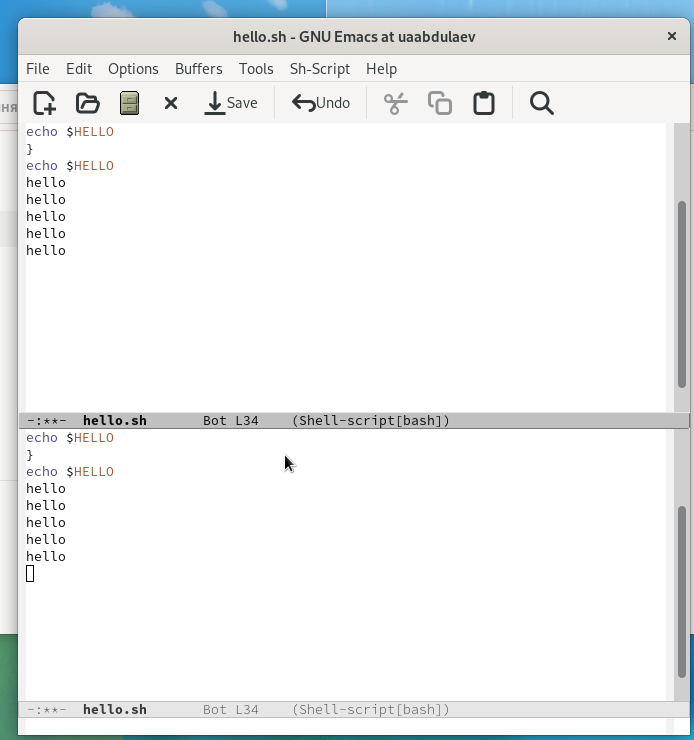 hello.sh - GNU Emacs at uaabdulaev
File Edit Options Buffers Tools Sh-Script Help
Save Undo
echo $HELLO
}
echo $HELLO
hello
hello
hello
hello
hello
-:**- hello.sh Bot L34 (Shell-script[bash])
echo $HELLO
}
echo $HELLO
hello
hello
hello
hello
hello
-:**- hello.sh Bot L34 (Shell-script[bash])